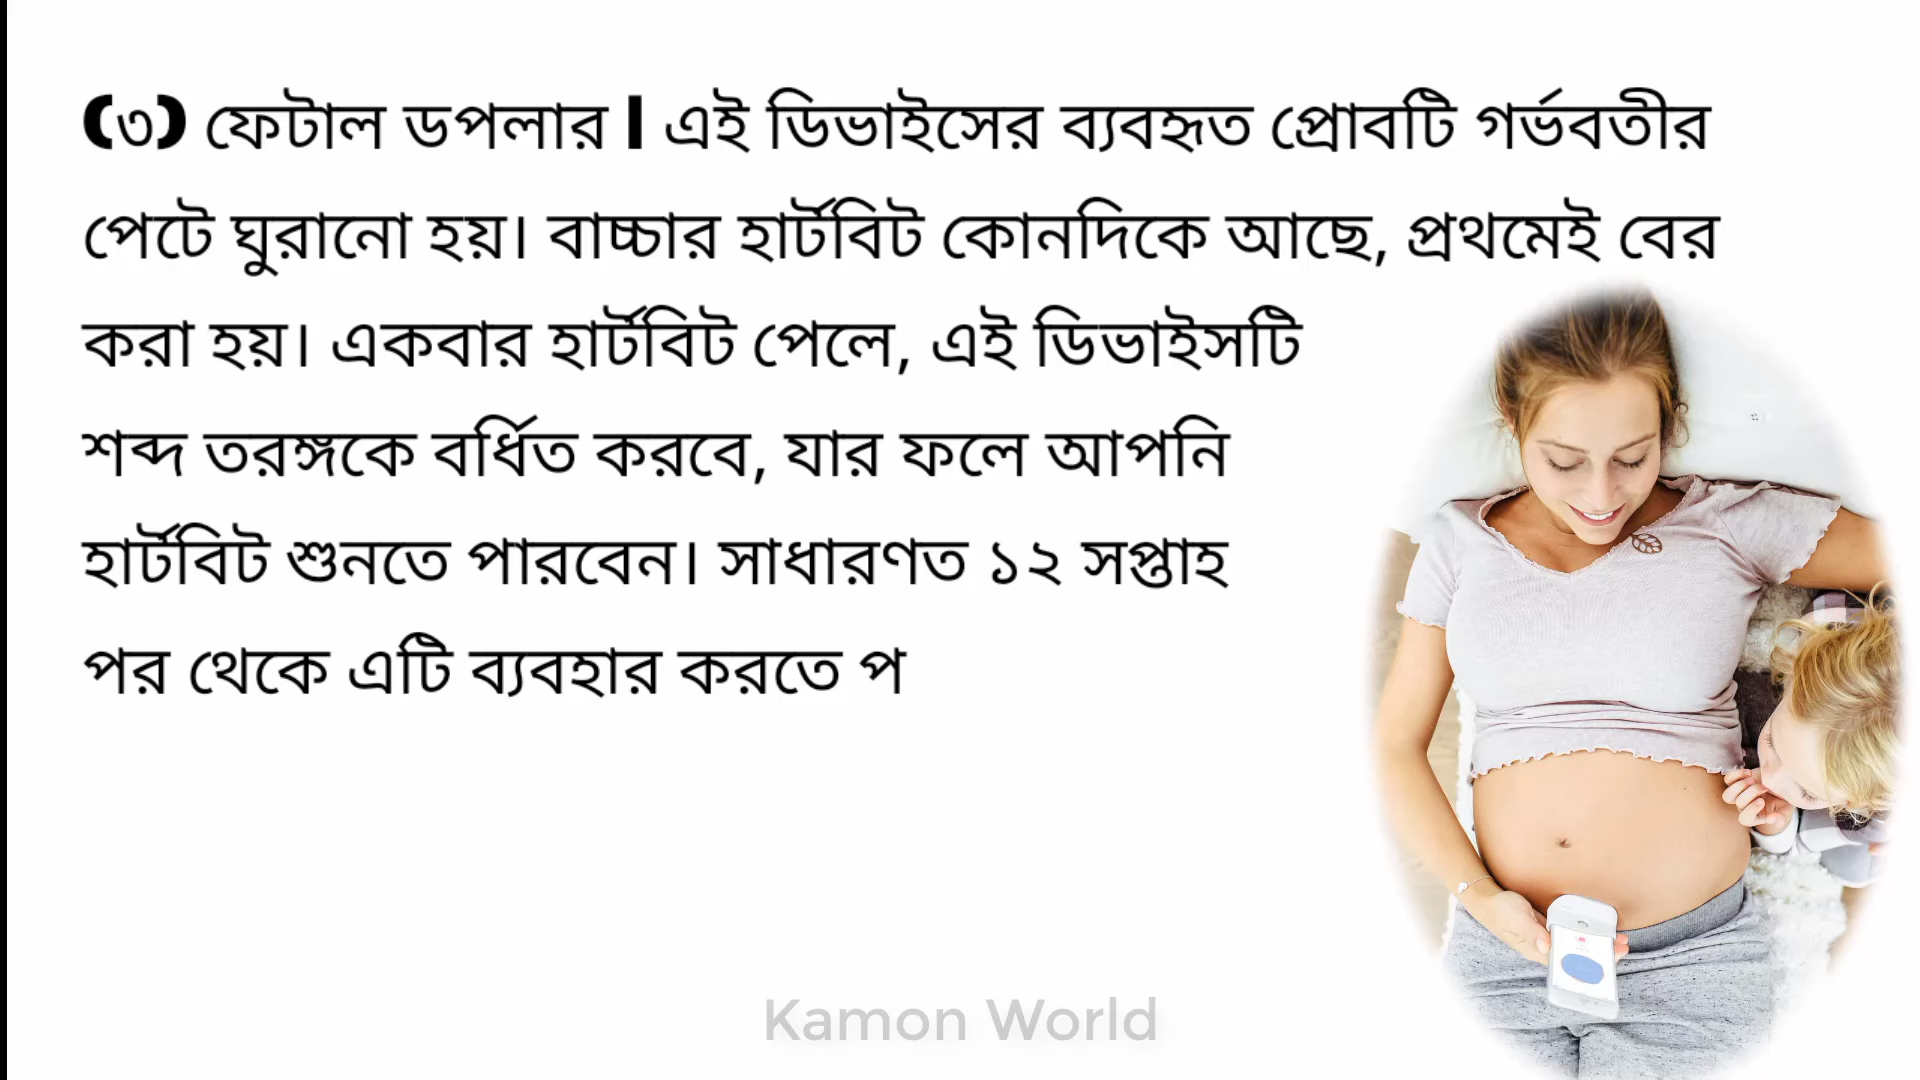 (৩) ফেটাল ডপলার | এই ডিভাইসের ব্যবহৃত প্রোবটি গর্ভবতীর
পেটে ঘুরানো হয়। বাচ্চার হার্টবিট কোনদিকে আছে, প্রথমেই বের
করা হয়। একবার হার্টবিট পেলে, এই ডিভাইসটি
শব্দ তরঙ্গকে বর্ধিত করবে, যার ফলে আপনি
হার্টবিট শুনতে পারবেন। সাধারণত ১২ সপ্তাহ
পর থেকে এটি ব্যবহার করতে প
Kamon World